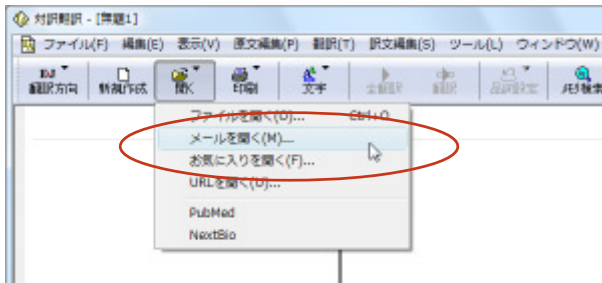 対訳翻訳 - [無題1]
ファイル(F) 編集(E) 表示(V) 原文編集(P) 翻訳(T) 訳文編集(S) ツール(L) ウィンドウ(W)
翻訳方向 新規作成 開く 印刷 文字 全翻訳 翻訳 品詞設定
ファイルを開く(O)... Ctrl+O
メールを開く(M)...
お気に入りを開く(F)...
URLを開く(U)...
PubMed
NextBio